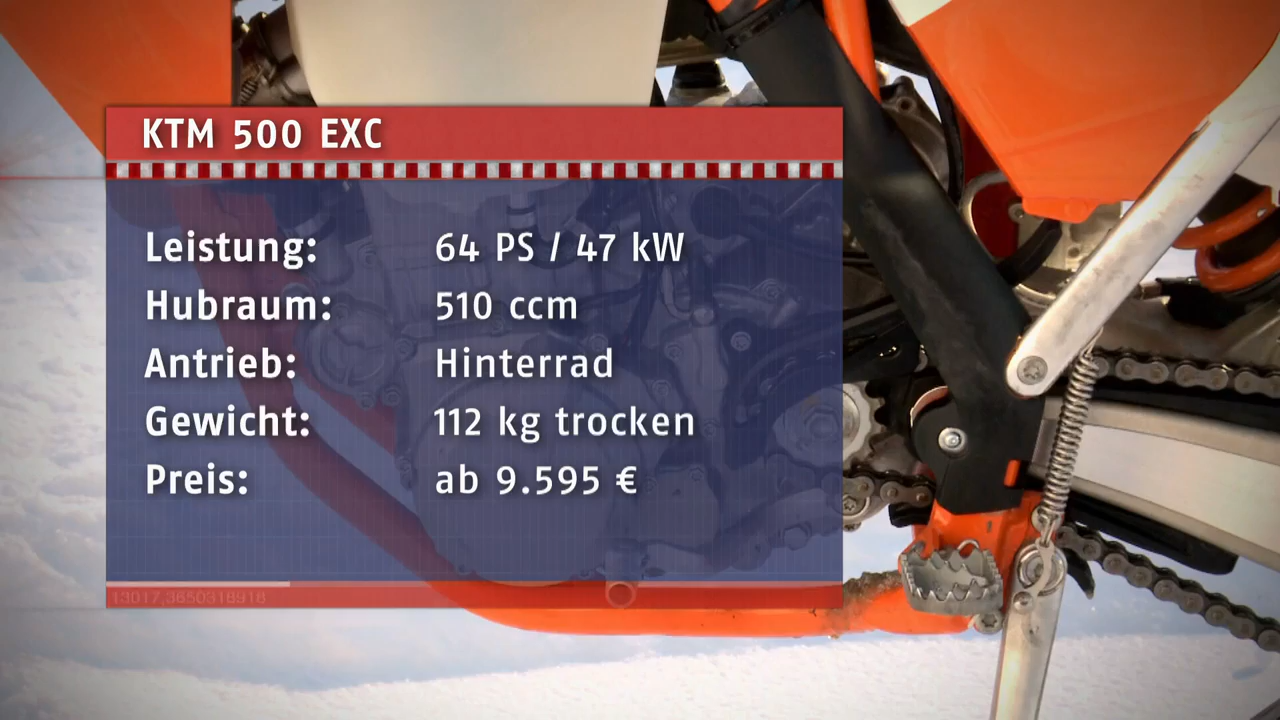 KTM 500 EXC
Leistung: 64 PS / 47 kW
Hubraum: 510 ccm
Antrieb: Hinterrad
Gewicht: 112 kg trocken
Preis: ab 9.595 €
13017,3650318918